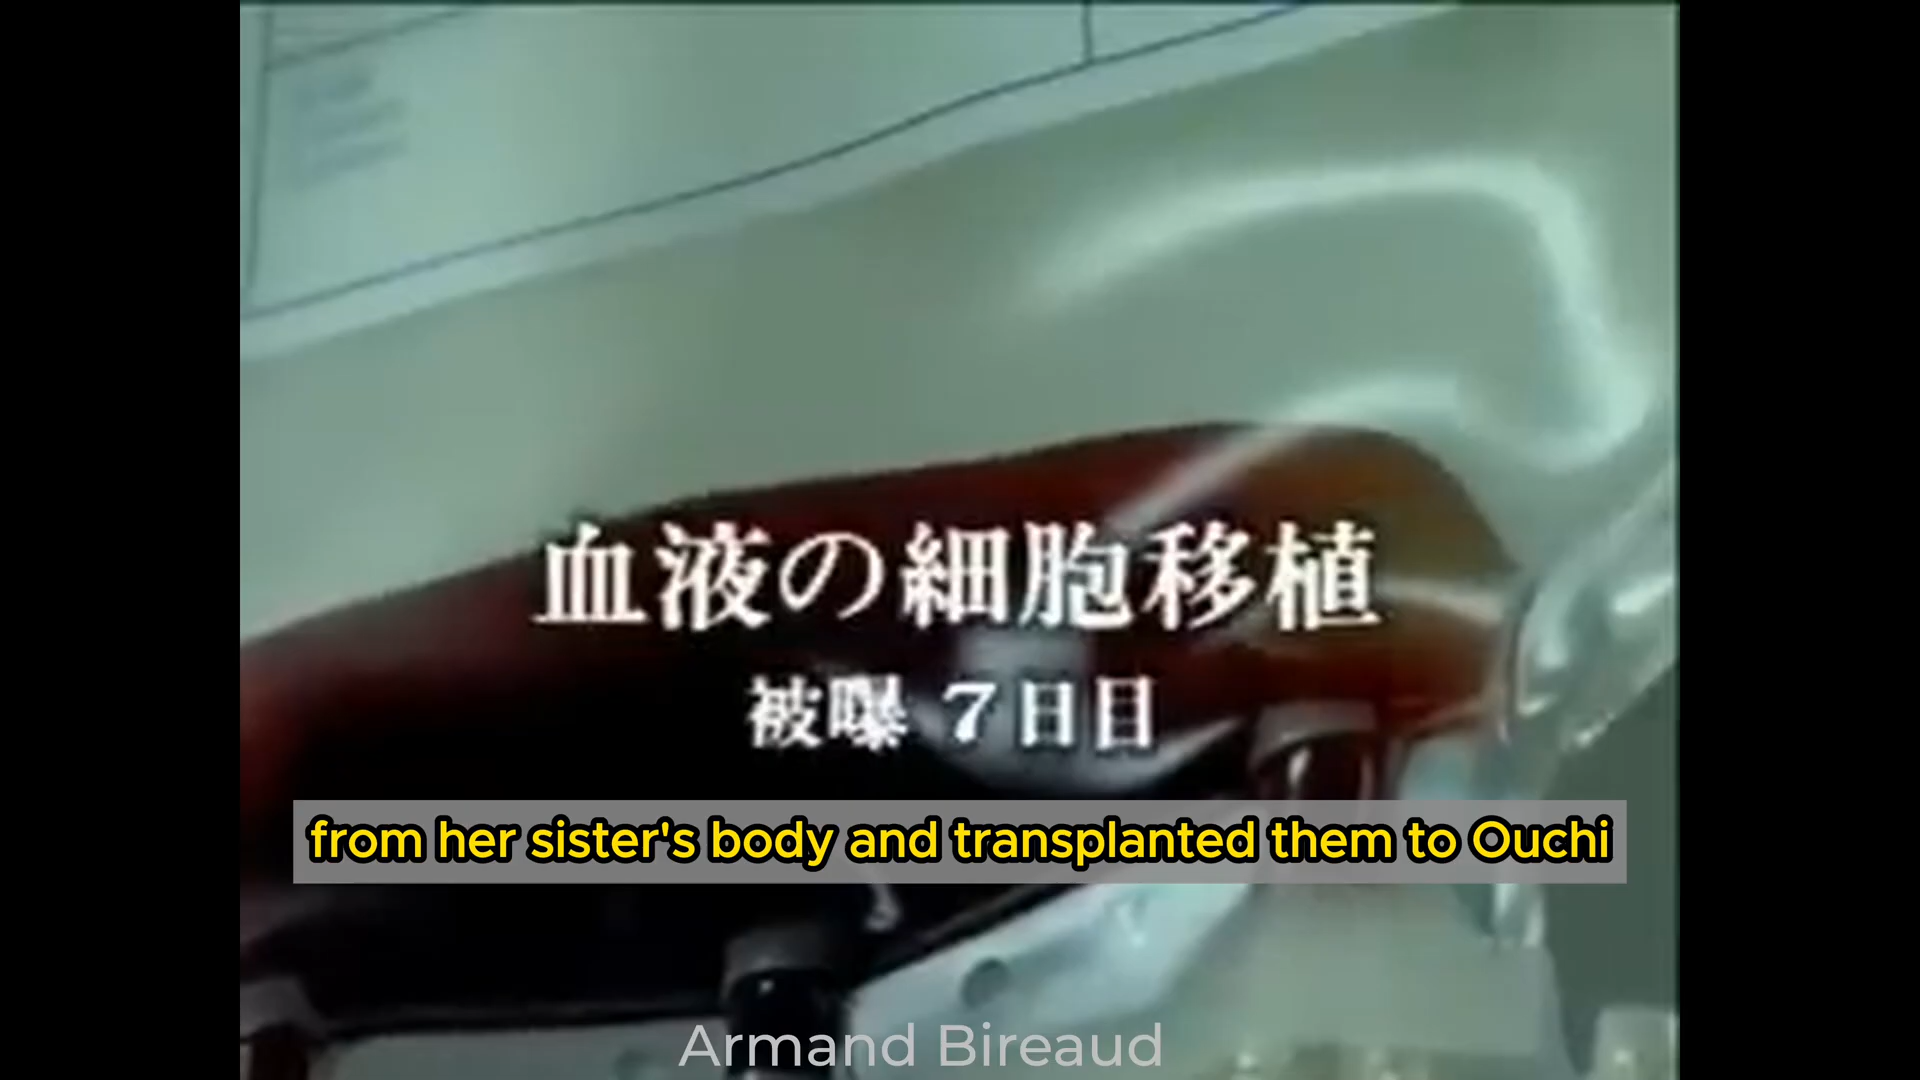 血液の細胞移植
被曝 7日目
from her sister's body and transplanted them to Ouchi
Armand Bireaud